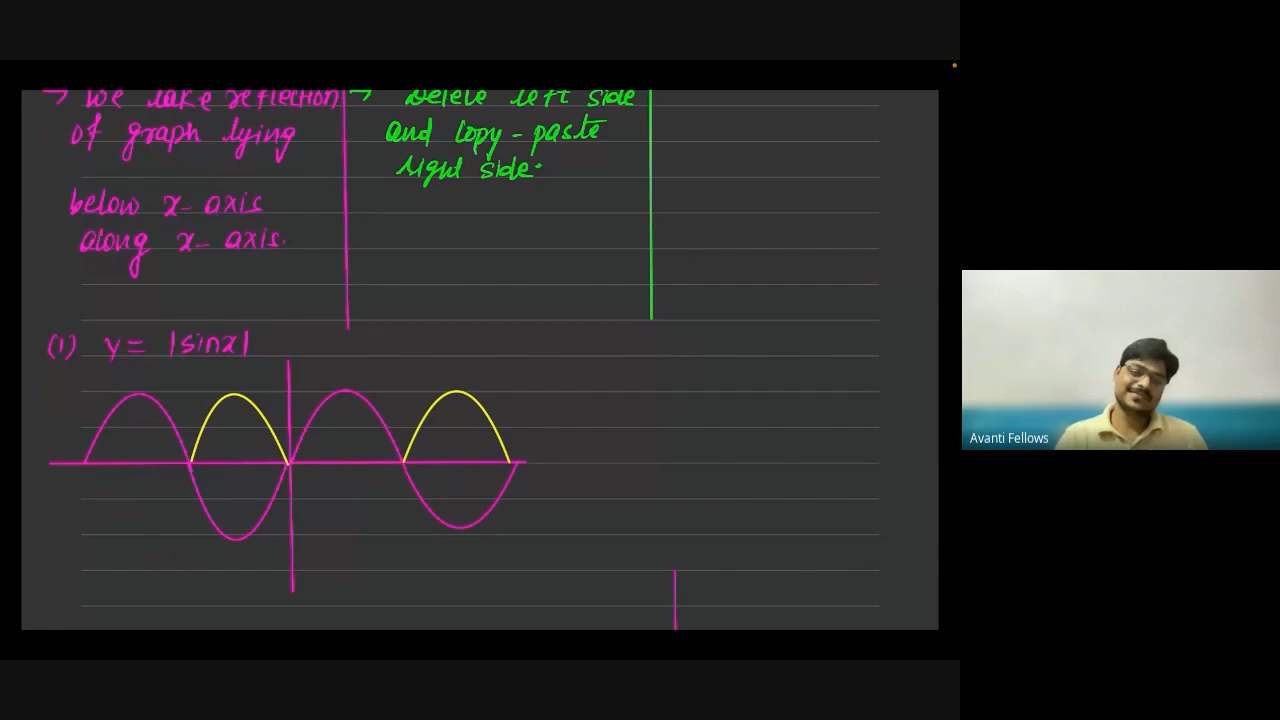 → We take reflection
of graph lying
below x- axis
along x- axis.
→ Delete left side
and copy-paste
right side.
(1) y = |sinx|
Avanti Fellows